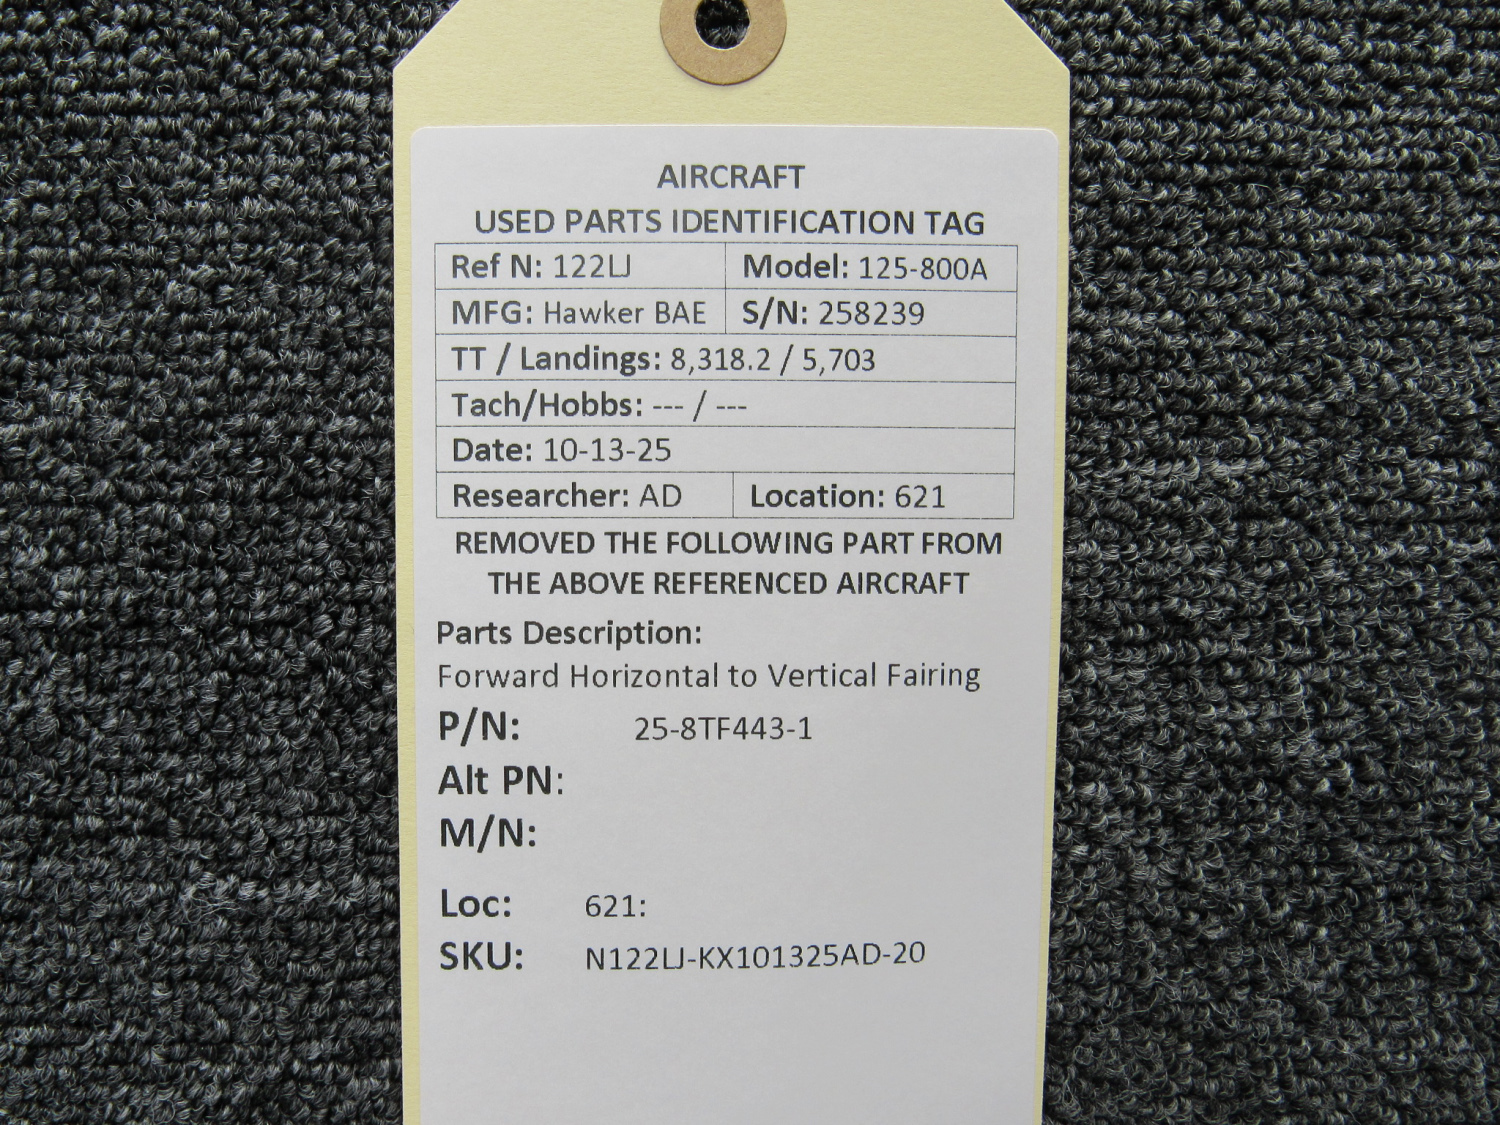 AIRCRAFT
USED PARTS IDENTIFICATION TAG
Ref N: 122LJ Model: 125-800A
MFG: Hawker BAE S/N: 258239
TT / Landings: 8,318.2 / 5,703
Tach/Hobbs: --- / ---
Date: 10-13-25
Researcher: AD Location: 621
REMOVED THE FOLLOWING PART FROM
THE ABOVE REFERENCED AIRCRAFT
Parts Description:
Forward Horizontal to Vertical Fairing
P/N: 25-8TF443-1
Alt PN:
M/N:
Loc: 621:
SKU: N122LJ-KX101325AD-20